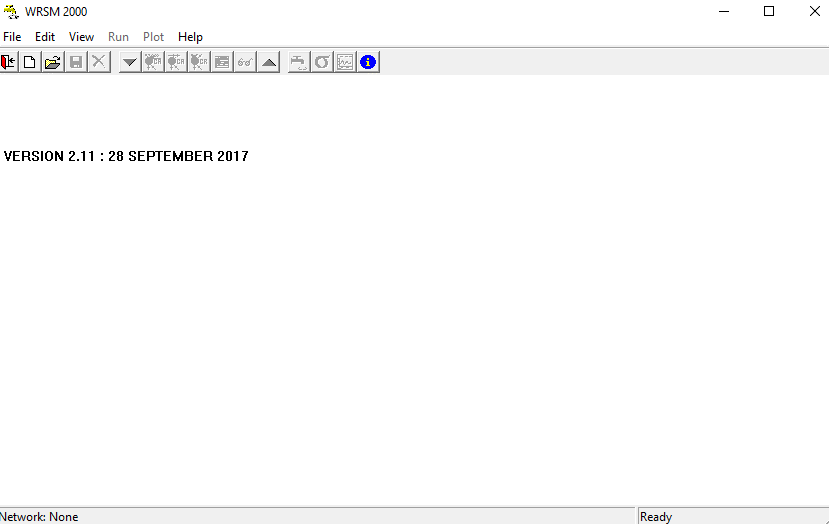 WRSM 2000
File Edit View Run Plot Help
VERSION 2.11 : 28 SEPTEMBER 2017
Network: None Ready